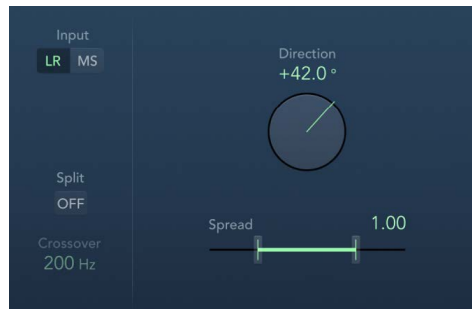 Input
LR MS
Direction
+42.0 °
Split
OFF
Crossover
200 Hz
Spread 1.00